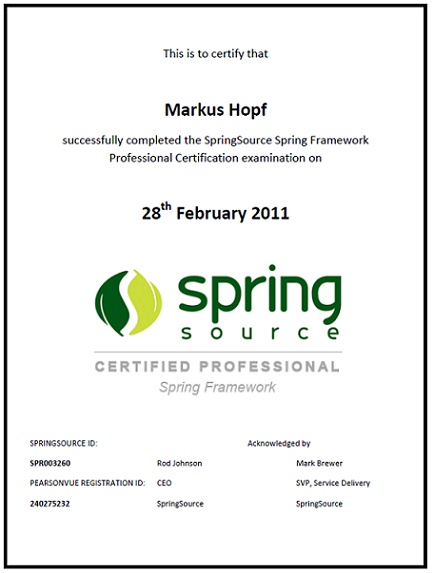 This is to certify that
Markus Hopf
successfully completed the SpringSource Spring Framework
Professional Certification examination on
28th February 2011
spring
source
CERTIFIED PROFESSIONAL
Spring Framework
SPRINGSOURCE ID: Acknowledged by
SPR003260 Rod Johnson Mark Brewer
PEARSONVUE REGISTRATION ID: CEO SVP, Service Delivery
240275232 SpringSource SpringSource